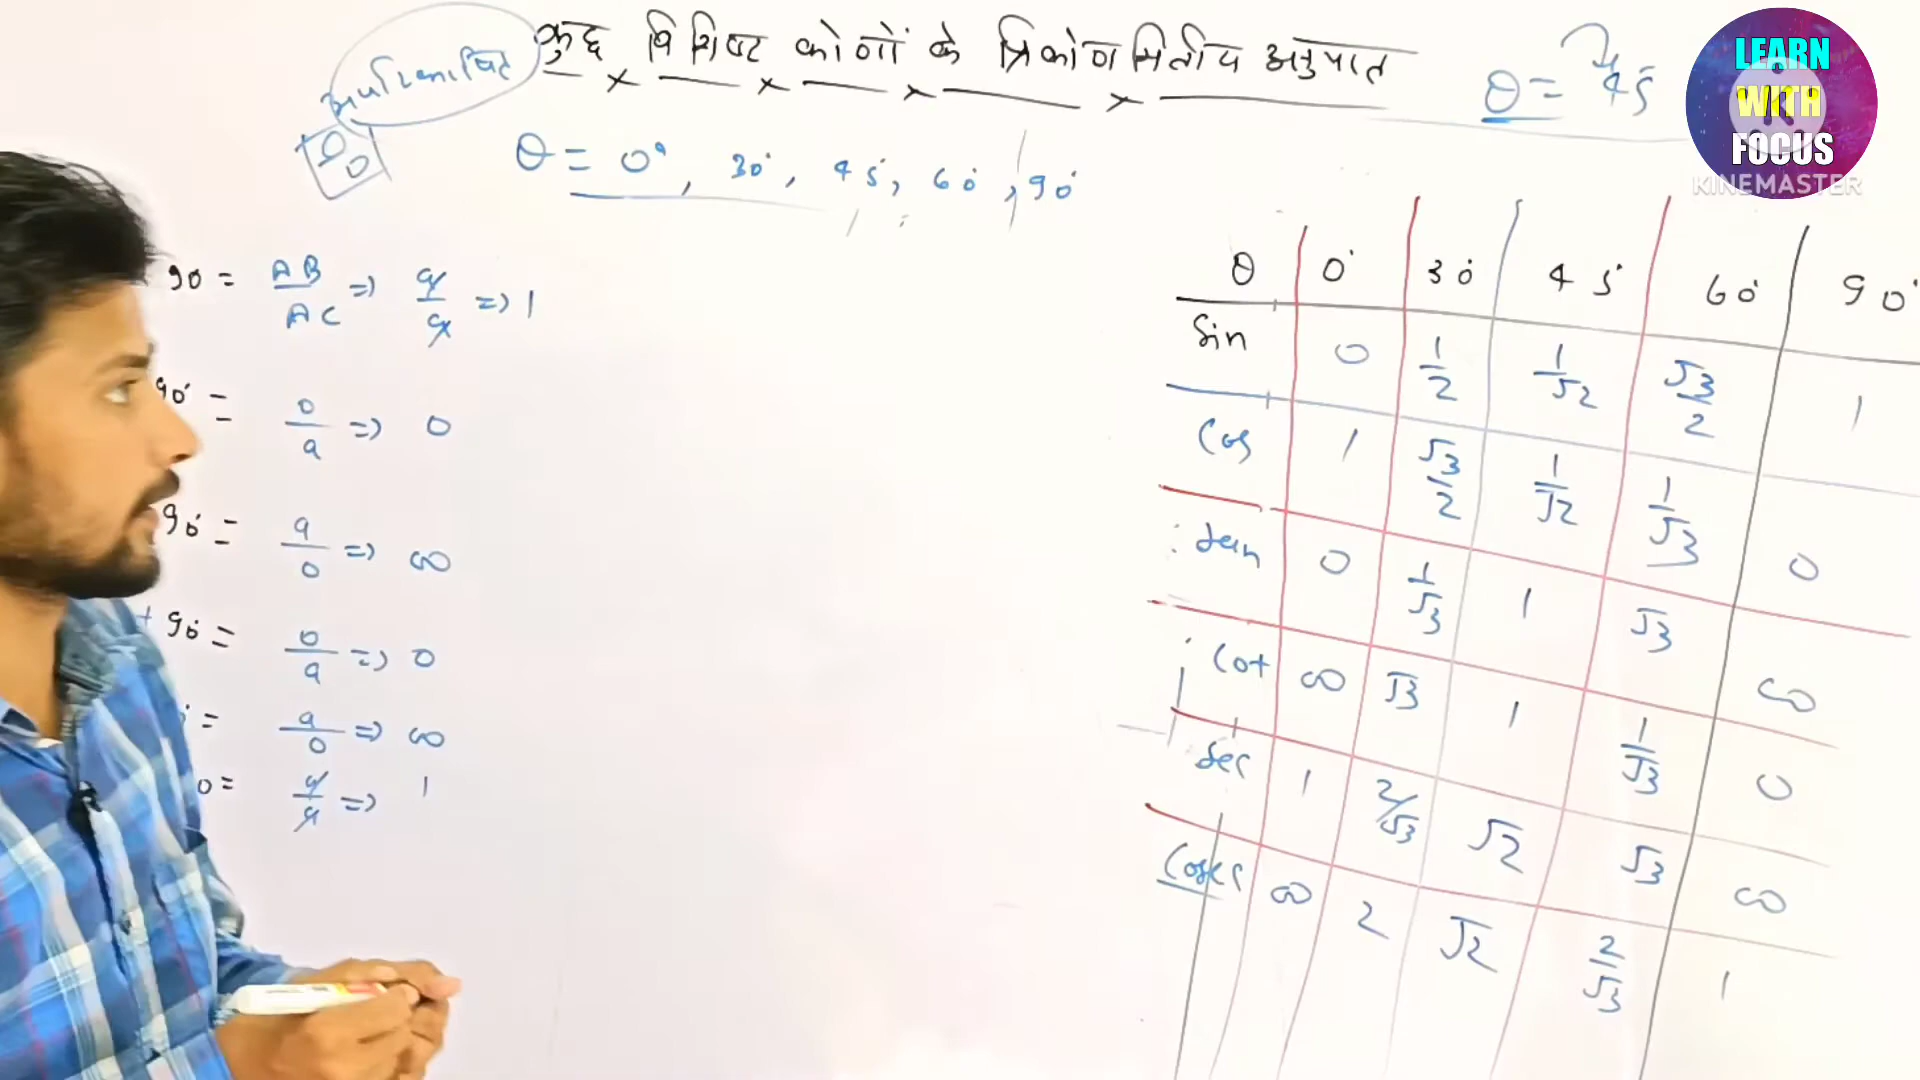 कुछ विशिष्ट कोणों के त्रिकोणमितीय अनुपात
अपरिभाषित
θ = 45
LEARN
WITH
FOCUS
KINEMASTER
θ = 0°, 30°, 45°, 60°, 90°
90 = AB/AC => a/a => 1
90° = 0/a => 0
90° = a/0 => ∞
90° = 0/a => 0
= a/0 => ∞
0 = a/a => 1
θ 0° 30° 45° 60° 90°
Sin 0 1/2 1/√2 √3/2 1
Cos 1 √3/2 1/√2 1/√3 0
tan 0 1/√3 1 √3 ∞
Cot ∞ √3 1 1/√3 0
Sec 1 2/√3 √2 √3 ∞
Cosec ∞ 2 √2 2/√3 1